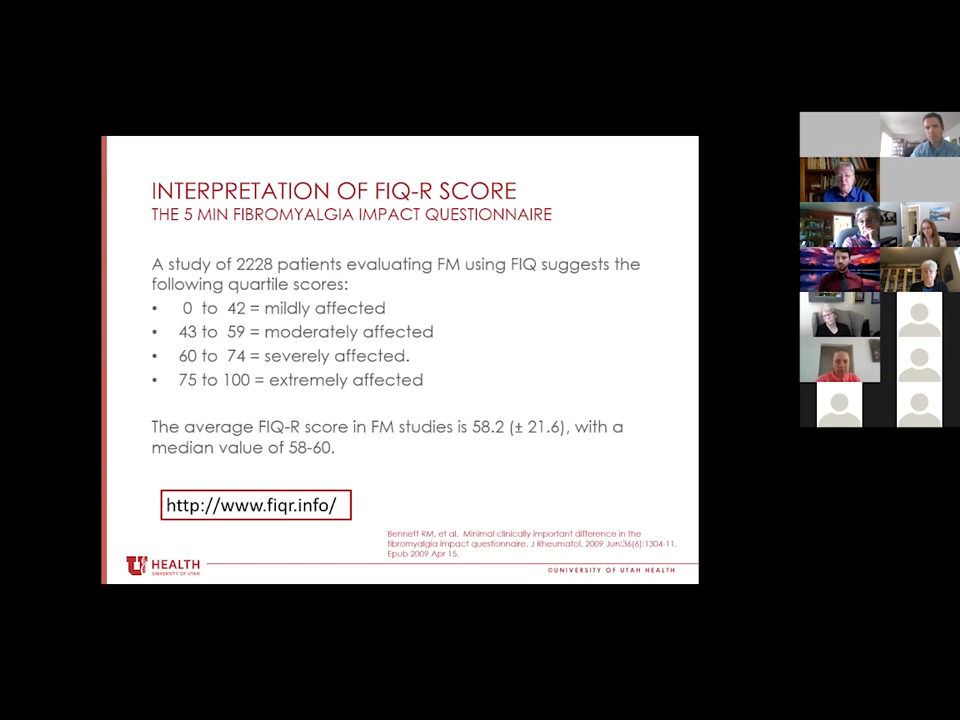 INTERPRETATION OF FIQ-R SCORE
THE 5 MIN FIBROMYALGIA IMPACT QUESTIONNAIRE
A study of 2228 patients evaluating FM using FIQ suggests the
following quartile scores:
• 0 to 42 = mildly affected
• 43 to 59 = moderately affected
• 60 to 74 = severely affected.
• 75 to 100 = extremely affected
The average FIQ-R score in FM studies is 58.2 (± 21.6), with a
median value of 58-60.
http://www.fiqr.info/
Bennett RM, et al. Minimal clinically important difference in the
fibromyalgia impact questionnaire. J Rheumatol. 2009 Jun;36(6):1304-11.
Epub 2009 Apr 15.
U HEALTH
UNIVERSITY OF UTAH
©UNIVERSITY OF UTAH HEALTH